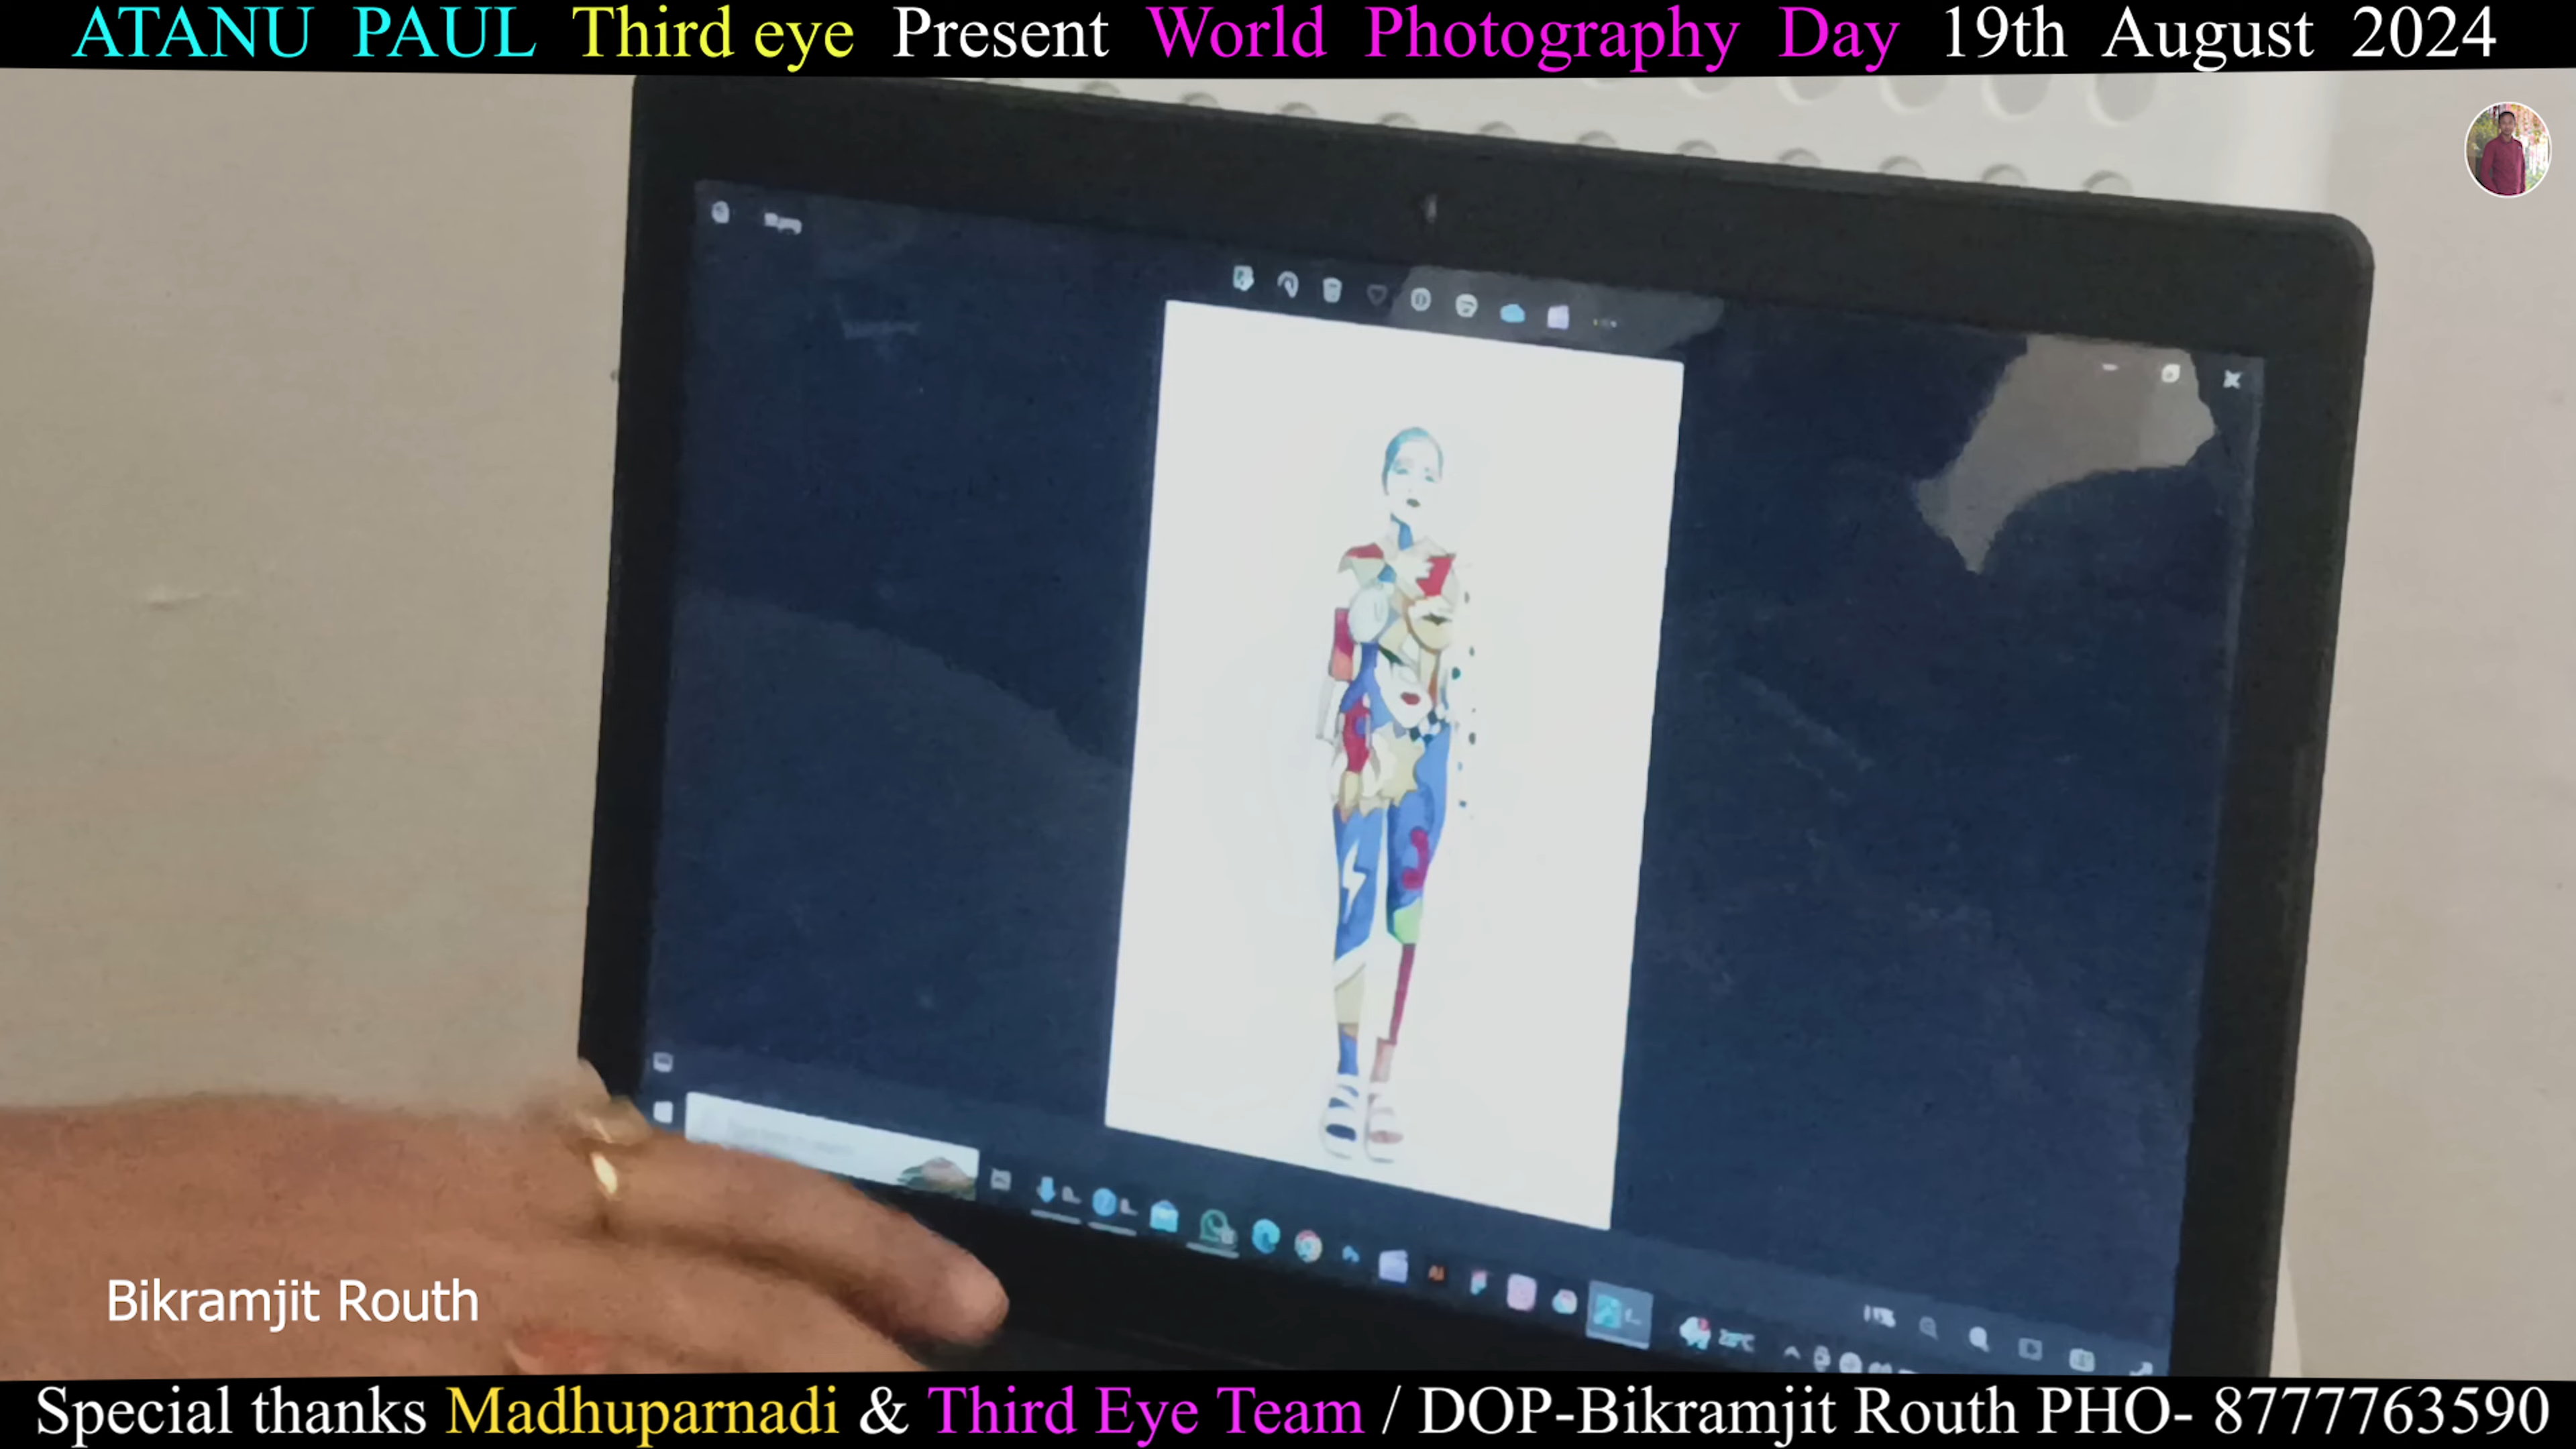 ATANU PAUL Third eye Present World Photography Day 19th August 2024
Bikramjit Routh
Special thanks Madhuparnadi & Third Eye Team / DOP-Bikramjit Routh PHO- 8777763590